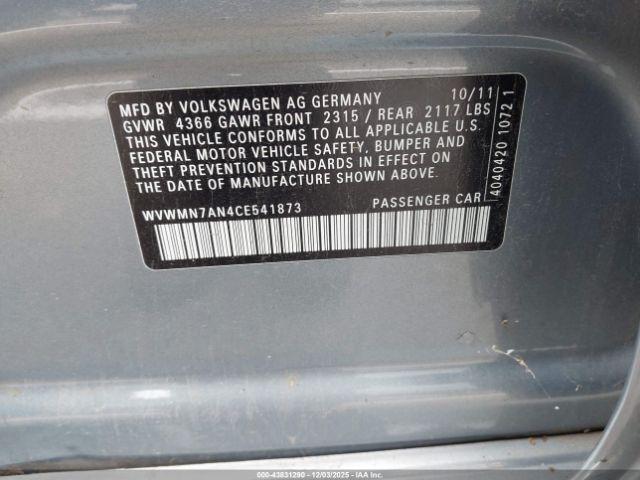 MFD BY VOLKSWAGEN AG GERMANY 10/11
GVWR 4366 GAWR FRONT 2315 / REAR 2117 LBS
THIS VEHICLE CONFORMS TO ALL APPLICABLE U.S.
FEDERAL MOTOR VEHICLE SAFETY, BUMPER AND
THEFT PREVENTION STANDARDS IN EFFECT ON
THE DATE OF MANUFACTURE SHOWN ABOVE.
WVWMN7AN4CE541873 PASSENGER CAR
4040420 1072 1
© 43831290 - 12/03/2025 - IAA Holdings, LLC